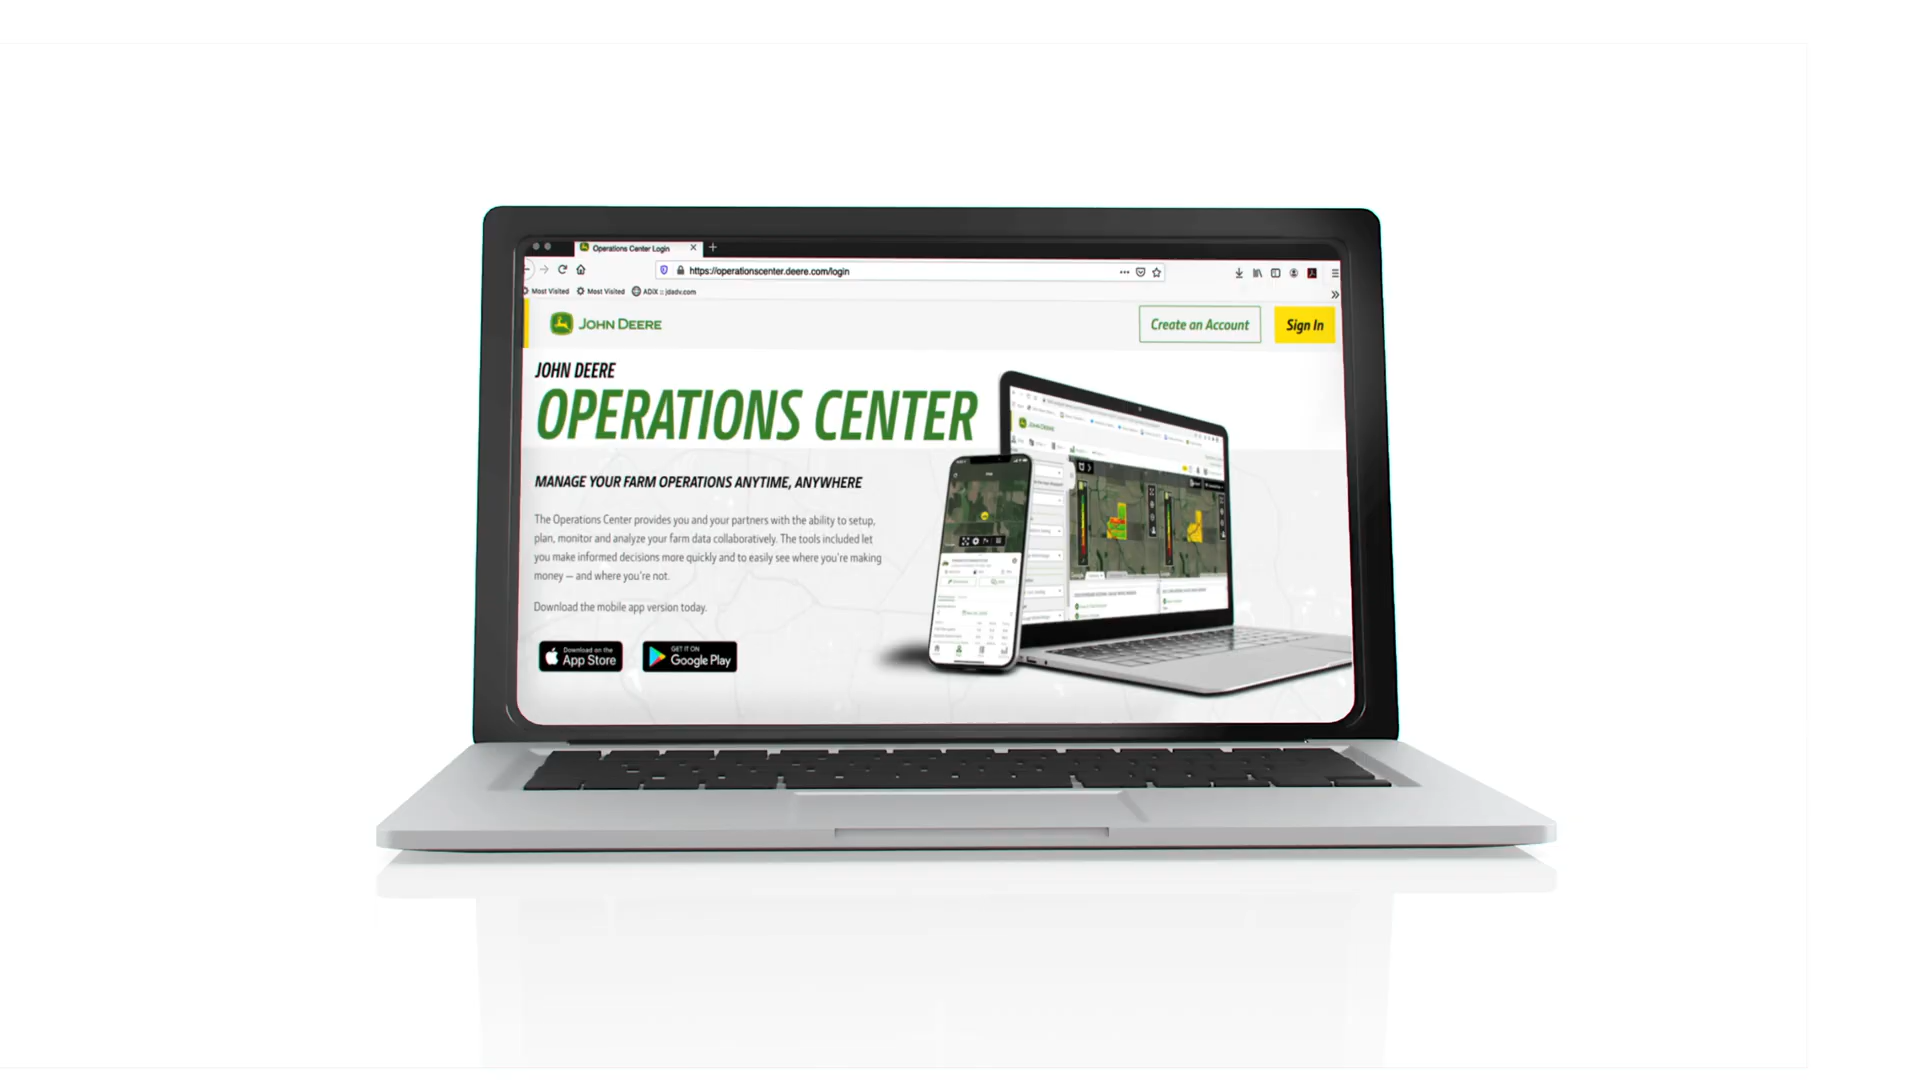 Operations Center Login
https://operationscenter.deere.com/login
Most Visited Most Visited ADiX :: jdadv.com
JOHN DEERE
Create an Account
Sign In
JOHN DEERE
OPERATIONS CENTER
MANAGE YOUR FARM OPERATIONS ANYTIME, ANYWHERE
The Operations Center provides you and your partners with the ability to setup,
plan, monitor and analyze your farm data collaboratively. The tools included let
you make informed decisions more quickly and to easily see where you're making
money – and where you're not.
Download the mobile app version today.
Download on the
App Store
GET IT ON
Google Play
JOHN DEERE